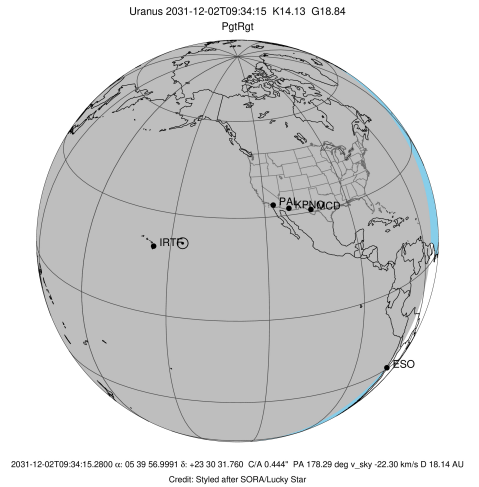 Uranus 2031-12-02T09:34:15 K14.13 G18.84
PgtRgt
PAL KPNO MCD
IRTF
ESO
2031-12-02T09:34:15.2800 α: 05 39 56.9991 δ: +23 30 31.760 C/A 0.444" PA 178.29 deg v_sky -22.30 km/s D 18.14 AU
Credit: Styled after SORA/Lucky Star